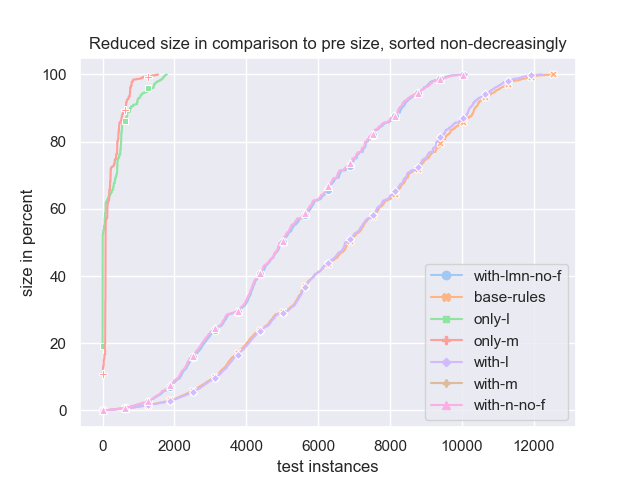 Reduced size in comparison to pre size, sorted non-decreasingly
100
80
60
40
20
0
size in percent
0 2000 4000 6000 8000 10000 12000
test instances
with-lmn-no-f
base-rules
only-l
only-m
with-l
with-m
with-n-no-f